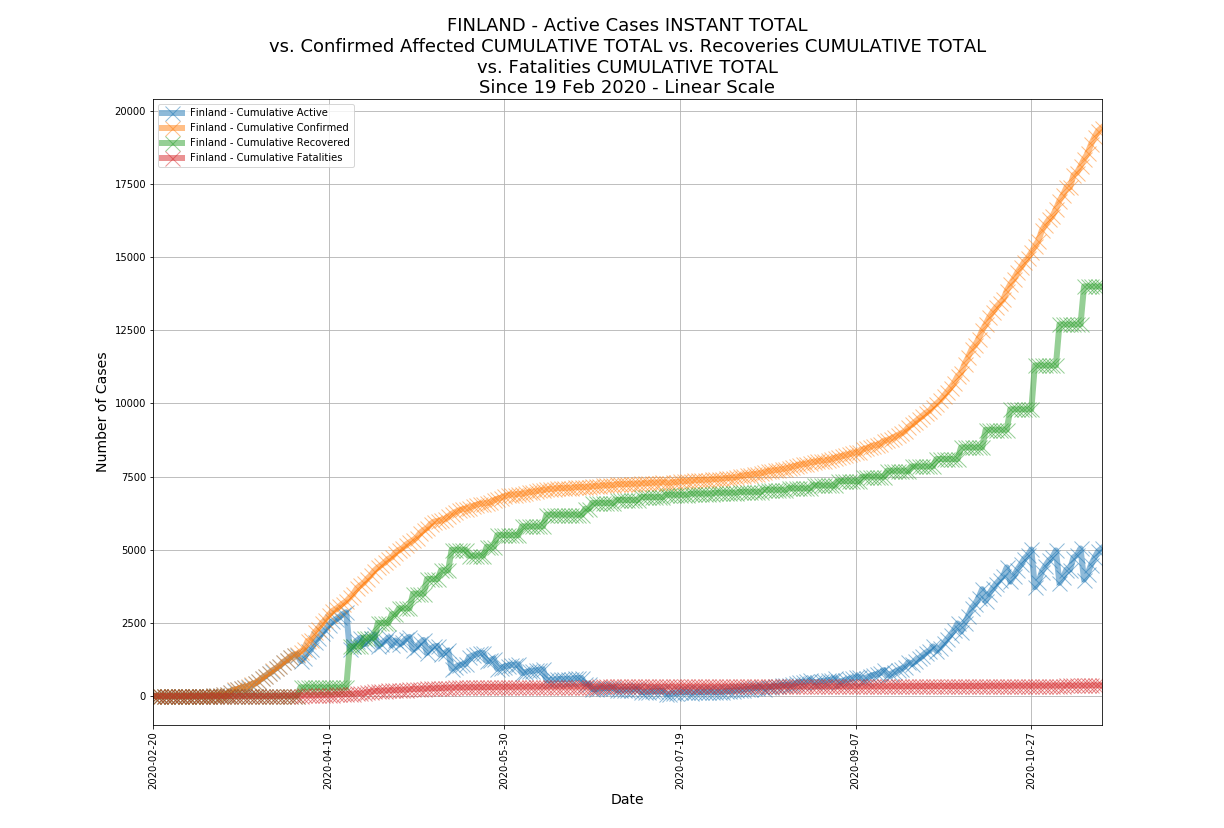 FINLAND - Active Cases INSTANT TOTAL
vs. Confirmed Affected CUMULATIVE TOTAL vs. Recoveries CUMULATIVE TOTAL
vs. Fatalities CUMULATIVE TOTAL
Since 19 Feb 2020 - Linear Scale
Finland - Cumulative Active
Finland - Cumulative Confirmed
Finland - Cumulative Recovered
Finland - Cumulative Fatalities
Number of Cases
20000
17500
15000
12500
10000
7500
5000
2500
0
2020-02-20
2020-04-10
2020-05-30
2020-07-19
2020-09-07
2020-10-27
Date